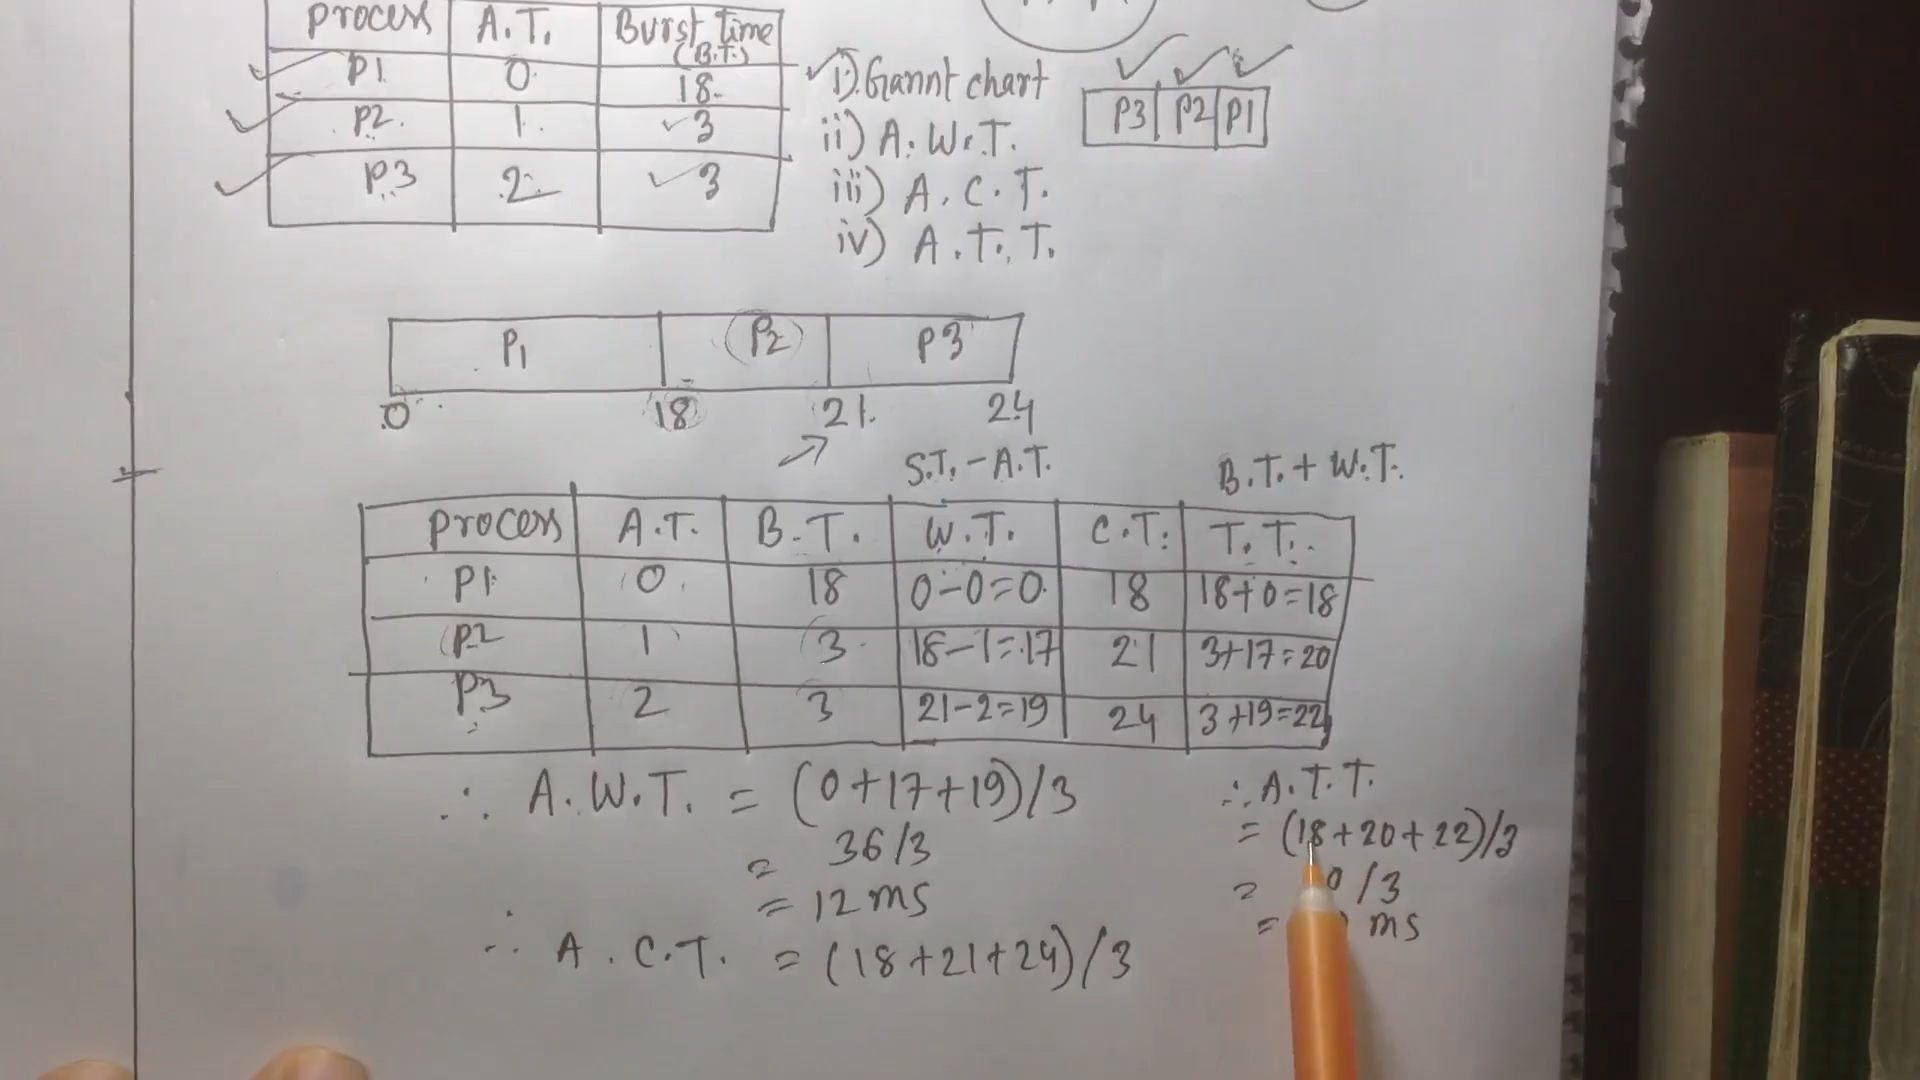 Process A.T. Burst time
(B.T.)
P1 0 18
P2 1 3
P3 2 3
i) Gannt chart
ii) A.W.T.
iii) A.C.T.
iv) A.T.T.
P3 P2 P1
P1 P2 P3
0 18 21 24
S.T. - A.T. B.T. + W.T.
Process A.T. B.T. W.T. C.T. T.T.
P1 0 18 0-0=0 18 18+0=18
P2 1 3 18-1=17 21 3+17=20
P3 2 3 21-2=19 24 3+19=22
∴ A.W.T. = (0+17+19)/3
= 36/3
= 12 ms
∴ A.C.T. = (18+21+24)/3
∴ A.T.T.
= (18+20+22)/3
= 0/3
= ms